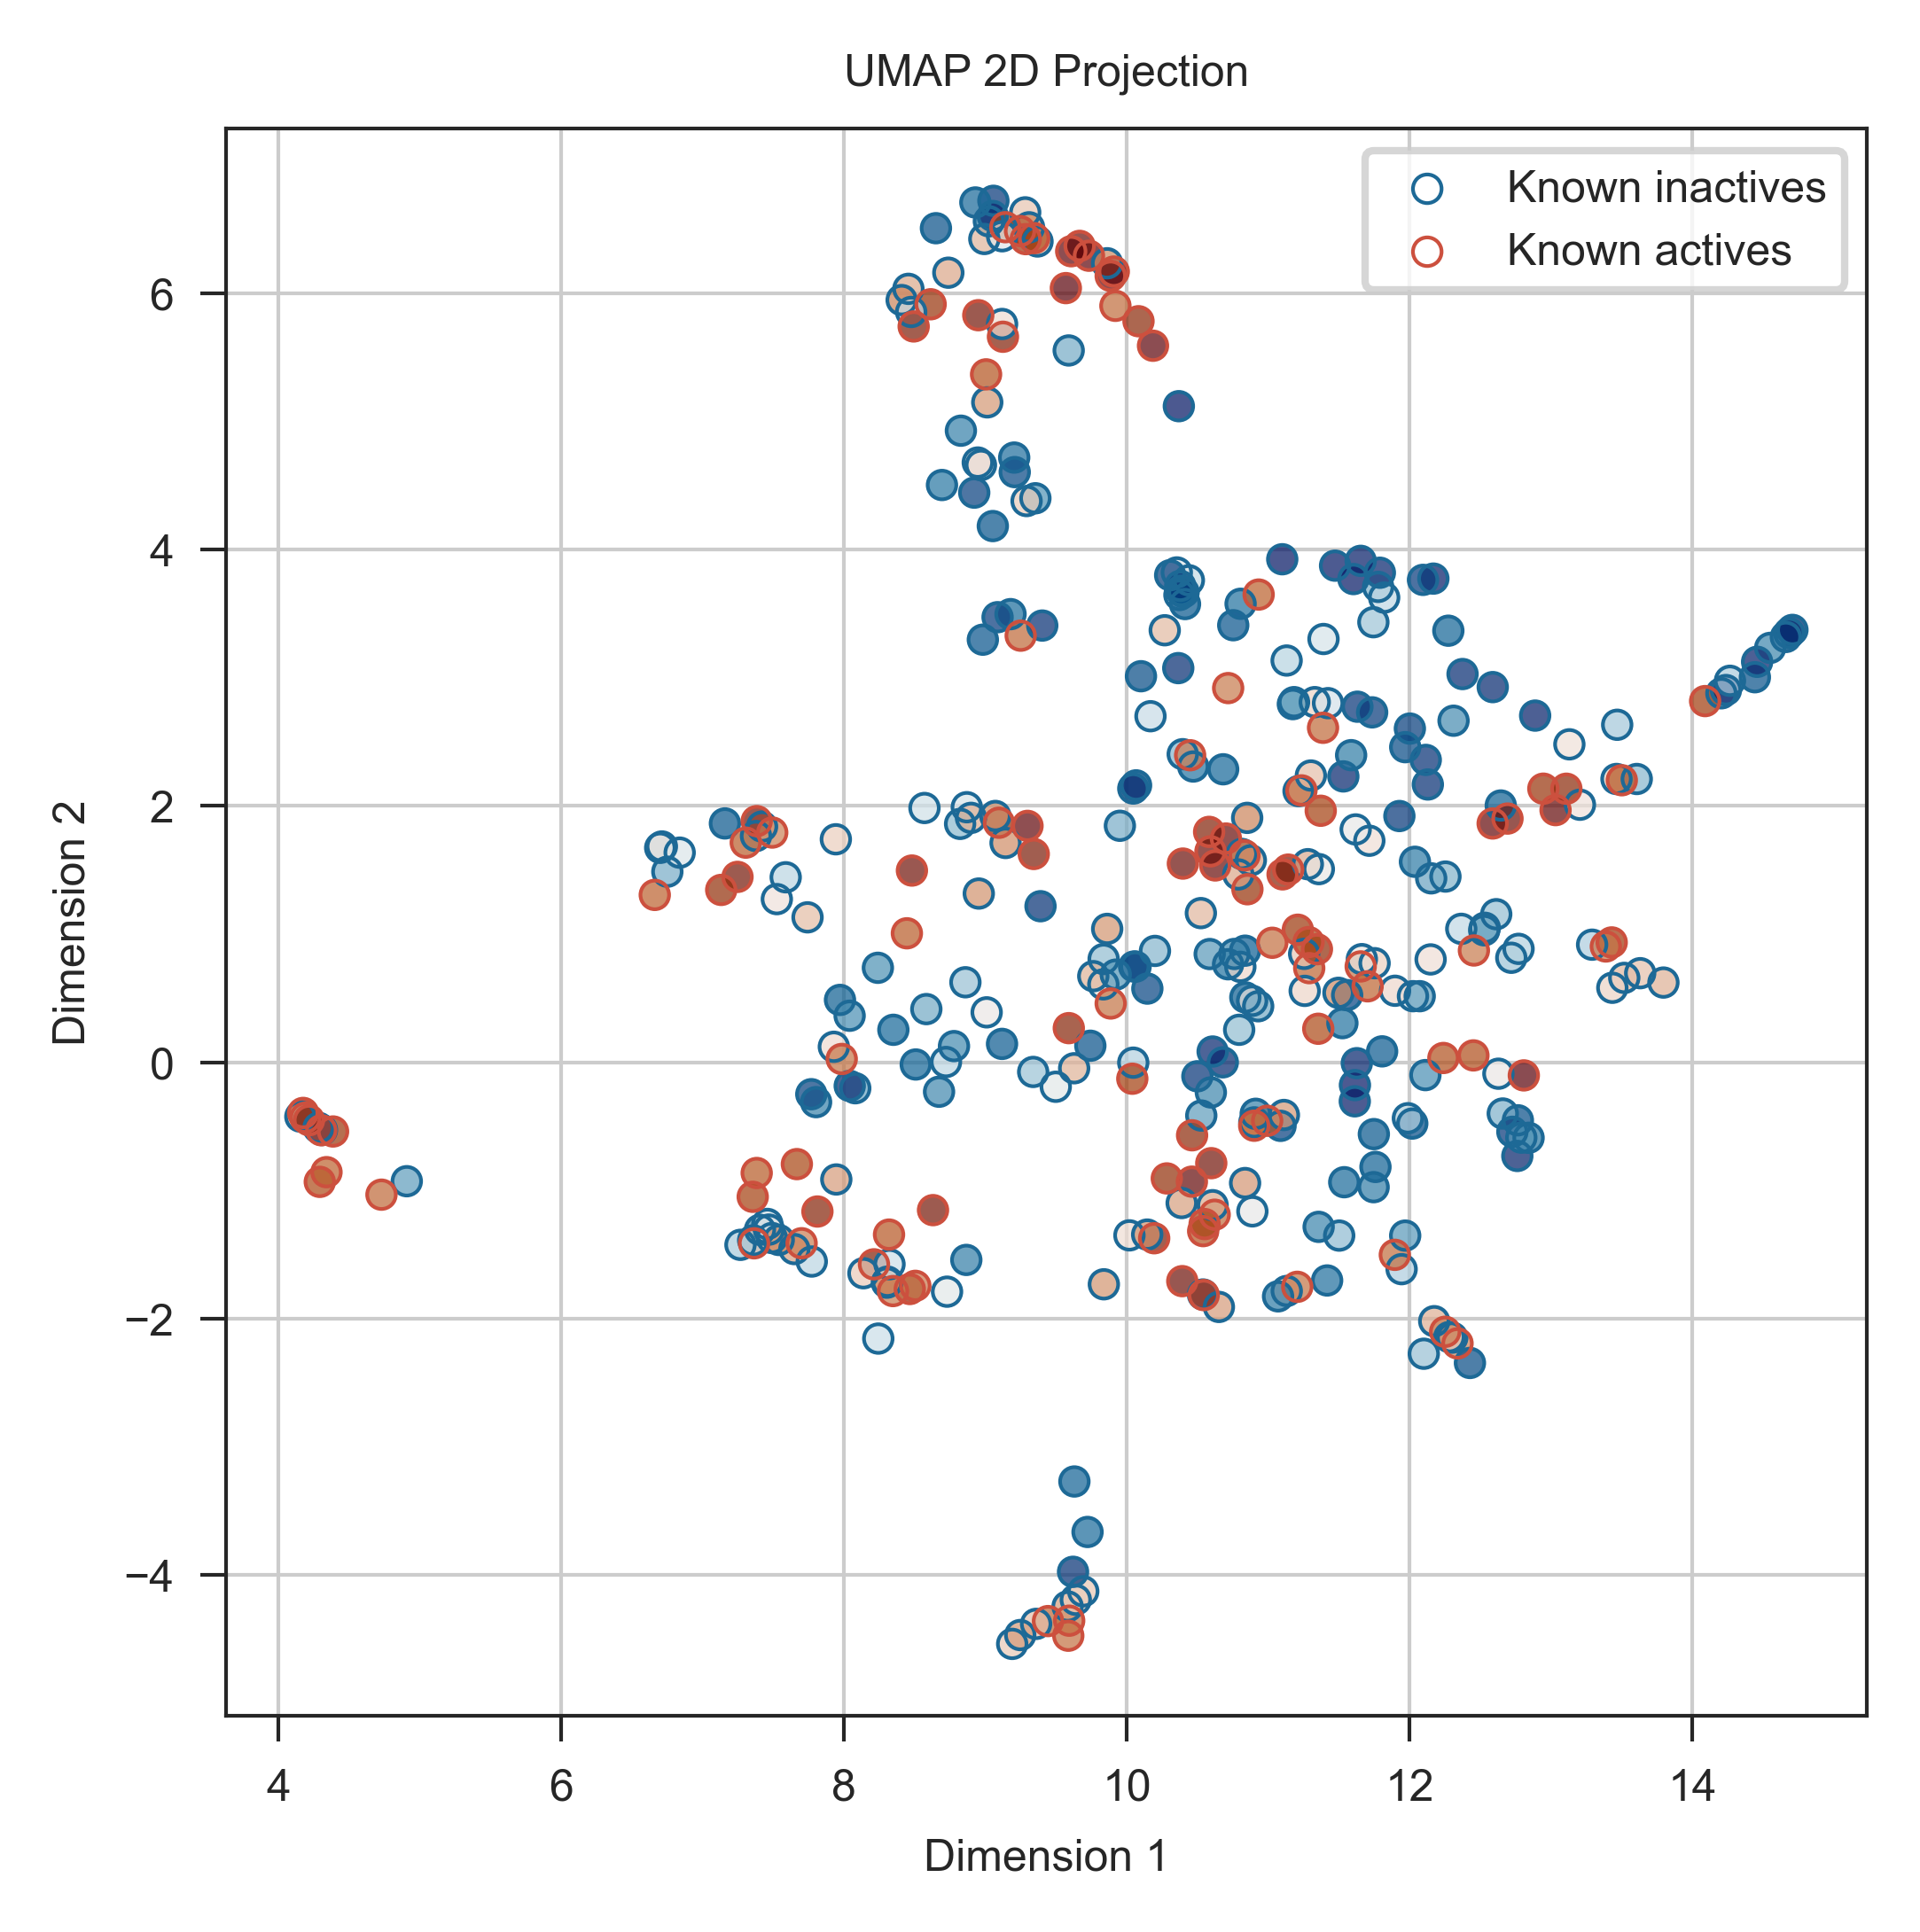 UMAP 2D Projection
Known inactives
Known actives
6
4
2
0
−2
−4
Dimension 2
4
6
8
10
12
14
Dimension 1